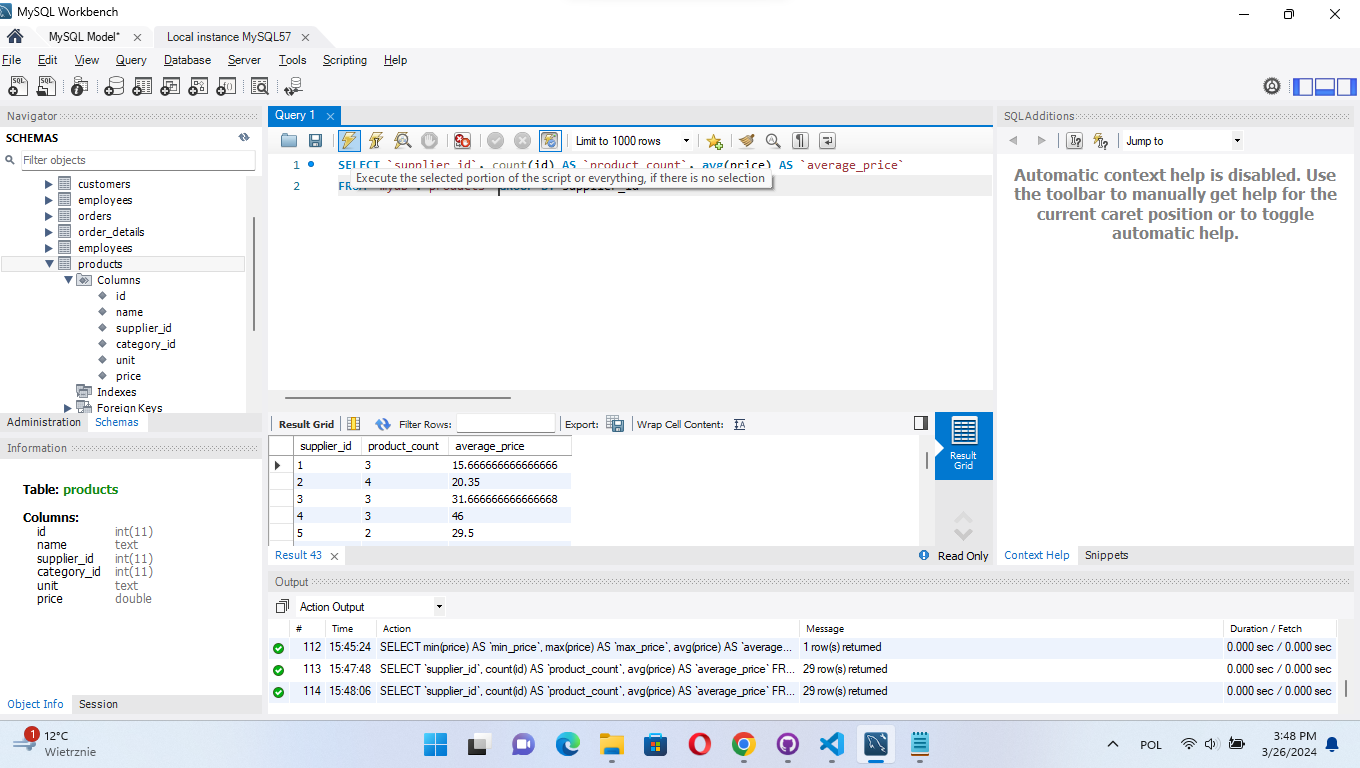 MySQL Workbench
MySQL Model*
Local instance MySQL57
File Edit View Query Database Server Tools Scripting Help
Navigator
SCHEMAS
Filter objects
customers
employees
orders
order_details
employees
products
Columns
id
name
supplier_id
category_id
unit
price
Indexes
Foreign Keys
Administration Schemas
Information
Table: products
Columns:
id int(11)
name text
supplier_id int(11)
category_id int(11)
unit text
price double
Object Info Session
Query 1
Limit to 1000 rows
1 SELECT `supplier_id`, count(id) AS `product_count`, avg(price) AS `average_price`
Execute the selected portion of the script or everything, if there is no selection
2
Result Grid Filter Rows: Export: Wrap Cell Content:
supplier_id product_count average_price
1 3 15.666666666666666
2 4 20.35
3 3 31.666666666666668
4 3 46
5 2 29.5
Result Grid
Result 43
Read Only
SQLAdditions
Jump to
Automatic context help is disabled. Use
the toolbar to manually get help for the
current caret position or to toggle
automatic help.
Context Help Snippets
Output
Action Output
# Time Action Message Duration / Fetch
112 15:45:24 SELECT min(price) AS `min_price`, max(price) AS `max_price`, avg(price) AS `average... 1 row(s) returned 0.000 sec / 0.000 sec
113 15:47:48 SELECT `supplier_id`, count(id) AS `product_count`, avg(price) AS `average_price` FR... 29 row(s) returned 0.000 sec / 0.000 sec
114 15:48:06 SELECT `supplier_id`, count(id) AS `product_count`, avg(price) AS `average_price` FR... 29 row(s) returned 0.000 sec / 0.000 sec
1
12°C
Wietrznie
POL
3:48 PM
3/26/2024